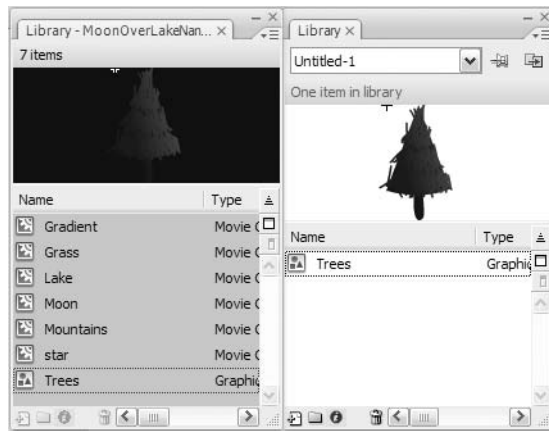 Library - MoonOverLakeNan...
7 items
Name Type
Gradient Movie C
Grass Movie C
Lake Movie C
Moon Movie C
Mountains Movie C
star Movie C
Trees Graphic
Library
Untitled-1
One item in library
Name Type
Trees Graphic